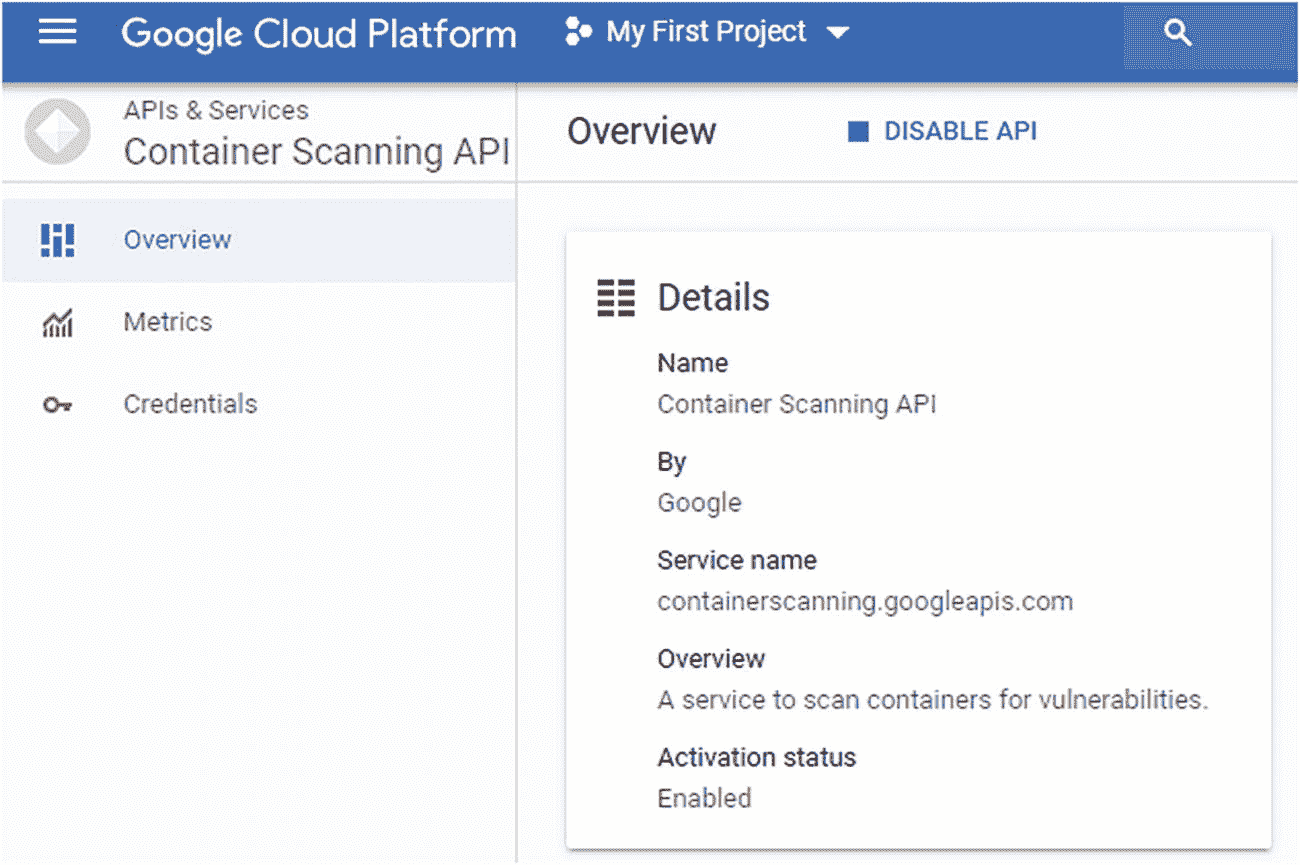 Google Cloud Platform
My First Project
APIs & Services
Container Scanning API
Overview
DISABLE API
Overview
Metrics
Credentials
Details
Name
Container Scanning API
By
Google
Service name
containerscanning.googleapis.com
Overview
A service to scan containers for vulnerabilities.
Activation status
Enabled